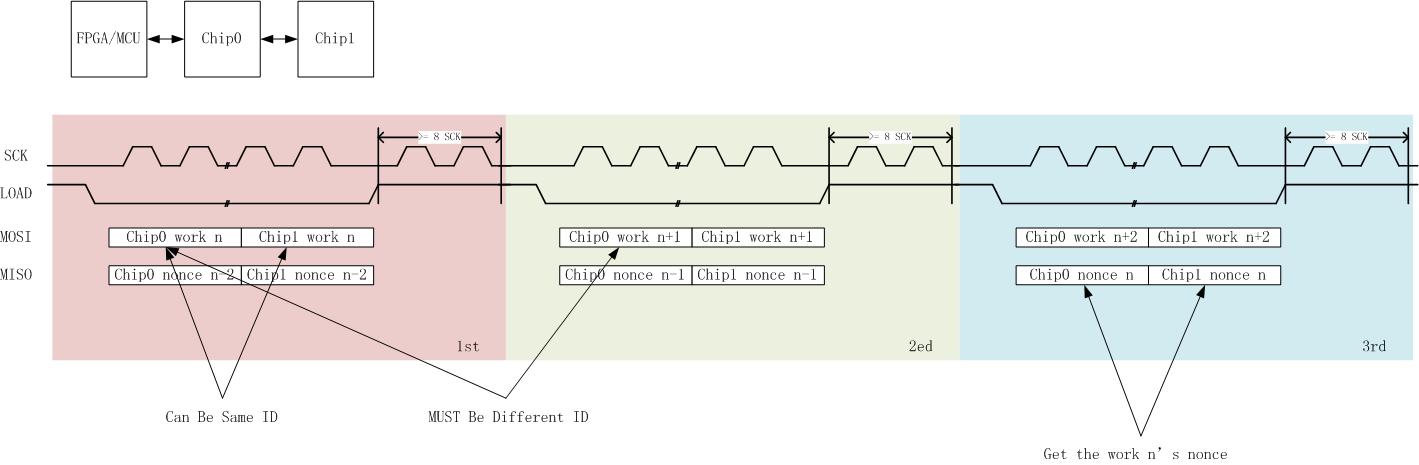 FPGA/MCU
Chip0
Chip1
>= 8 SCK
>= 8 SCK
>= 8 SCK
SCK
LOAD
MOSI
Chip0 work n
Chip1 work n
Chip0 work n+1
Chip1 work n+1
Chip0 work n+2
Chip1 work n+2
MISO
Chip0 nonce n-2
Chip1 nonce n-2
Chip0 nonce n-1
Chip1 nonce n-1
Chip0 nonce n
Chip1 nonce n
1st
2ed
3rd
Can Be Same ID
MUST Be Different ID
Get the work n’s nonce